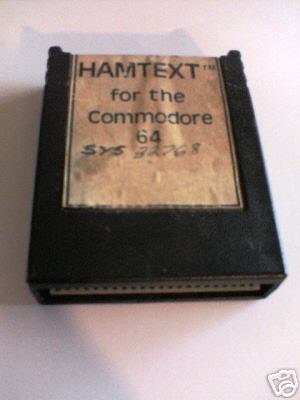 HAMTEXT™
for the
Commodore
64
SYS 32768